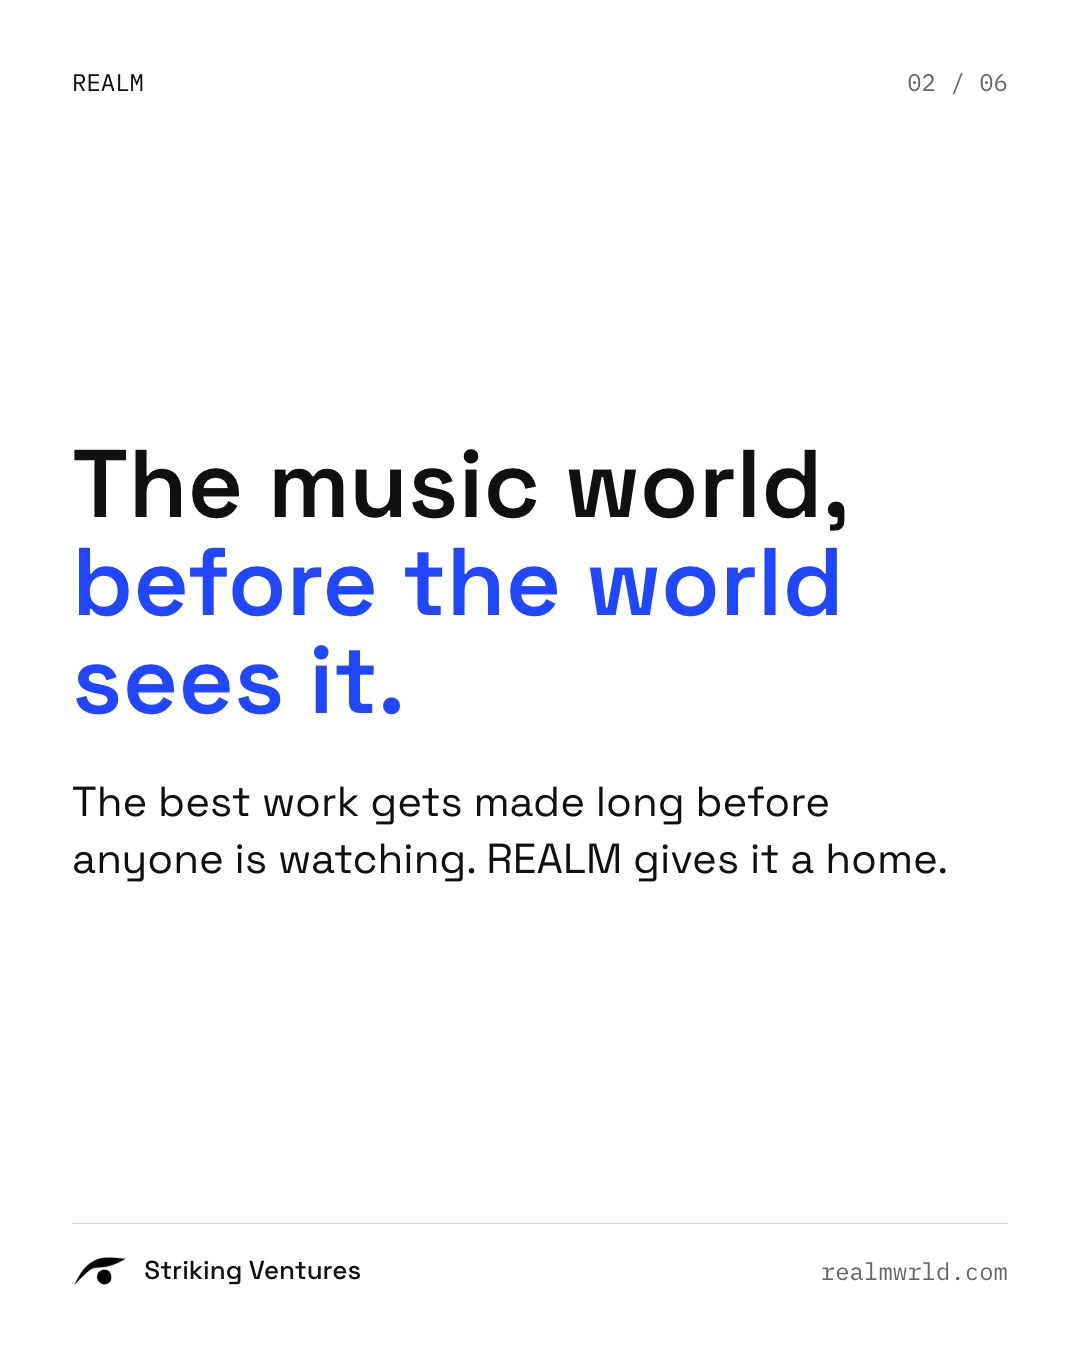 REALM
02 / 06
The music world,
before the world
sees it.
The best work gets made long before
anyone is watching. REALM gives it a home.
Striking Ventures
realmwrld.com